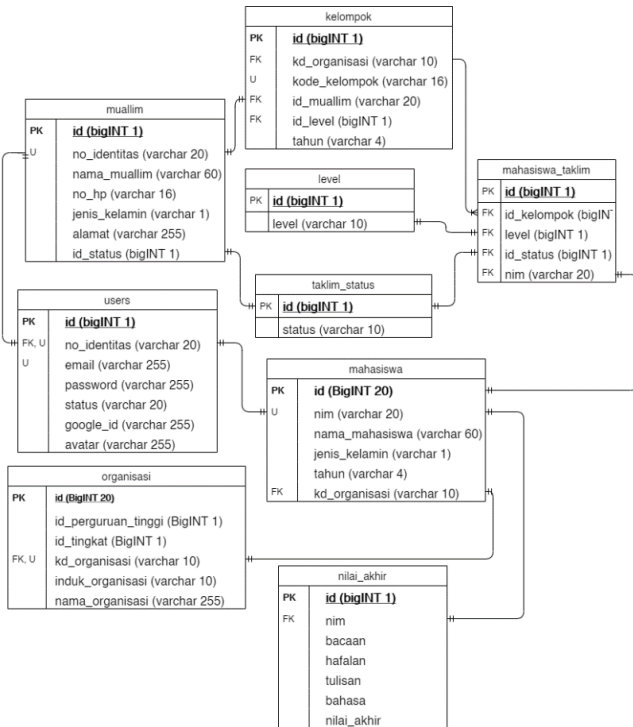 kelompok
PK id (bigINT 1)
FK kd_organisasi (varchar 10)
U kode_kelompok (varchar 16)
FK id_muallim (varchar 20)
FK id_level (bigINT 1)
tahun (varchar 4)
muallim
PK id (bigINT 1)
U no_identitas (varchar 20)
nama_muallim (varchar 60)
no_hp (varchar 16)
jenis_kelamin (varchar 1)
alamat (varchar 255)
id_status (bigINT 1)
level
PK id (bigINT 1)
level (varchar 10)
mahasiswa_taklim
PK id (bigINT 1)
FK id_kelompok (bigIN
FK level (bigINT 1)
FK id_status (bigINT 1)
FK nim (varchar 20)
taklim_status
PK id (bigINT 1)
status (varchar 10)
users
PK id (bigINT 1)
FK, U no_identitas (varchar 20)
U email (varchar 255)
password (varchar 255)
status (varchar 20)
google_id (varchar 255)
avatar (varchar 255)
mahasiswa
PK id (BigINT 20)
U nim (varchar 20)
nama_mahasiswa (varchar 60)
jenis_kelamin (varchar 1)
tahun (varchar 4)
FK kd_organisasi (varchar 10)
organisasi
PK id (BigINT 20)
id_perguruan_tinggi (BigINT 1)
id_tingkat (BigINT 1)
FK, U kd_organisasi (varchar 10)
induk_organisasi (varchar 10)
nama_organisasi (varchar 255)
nilai_akhir
PK id (bigINT 1)
FK nim
bacaan
hafalan
tulisan
bahasa
nilai_akhir